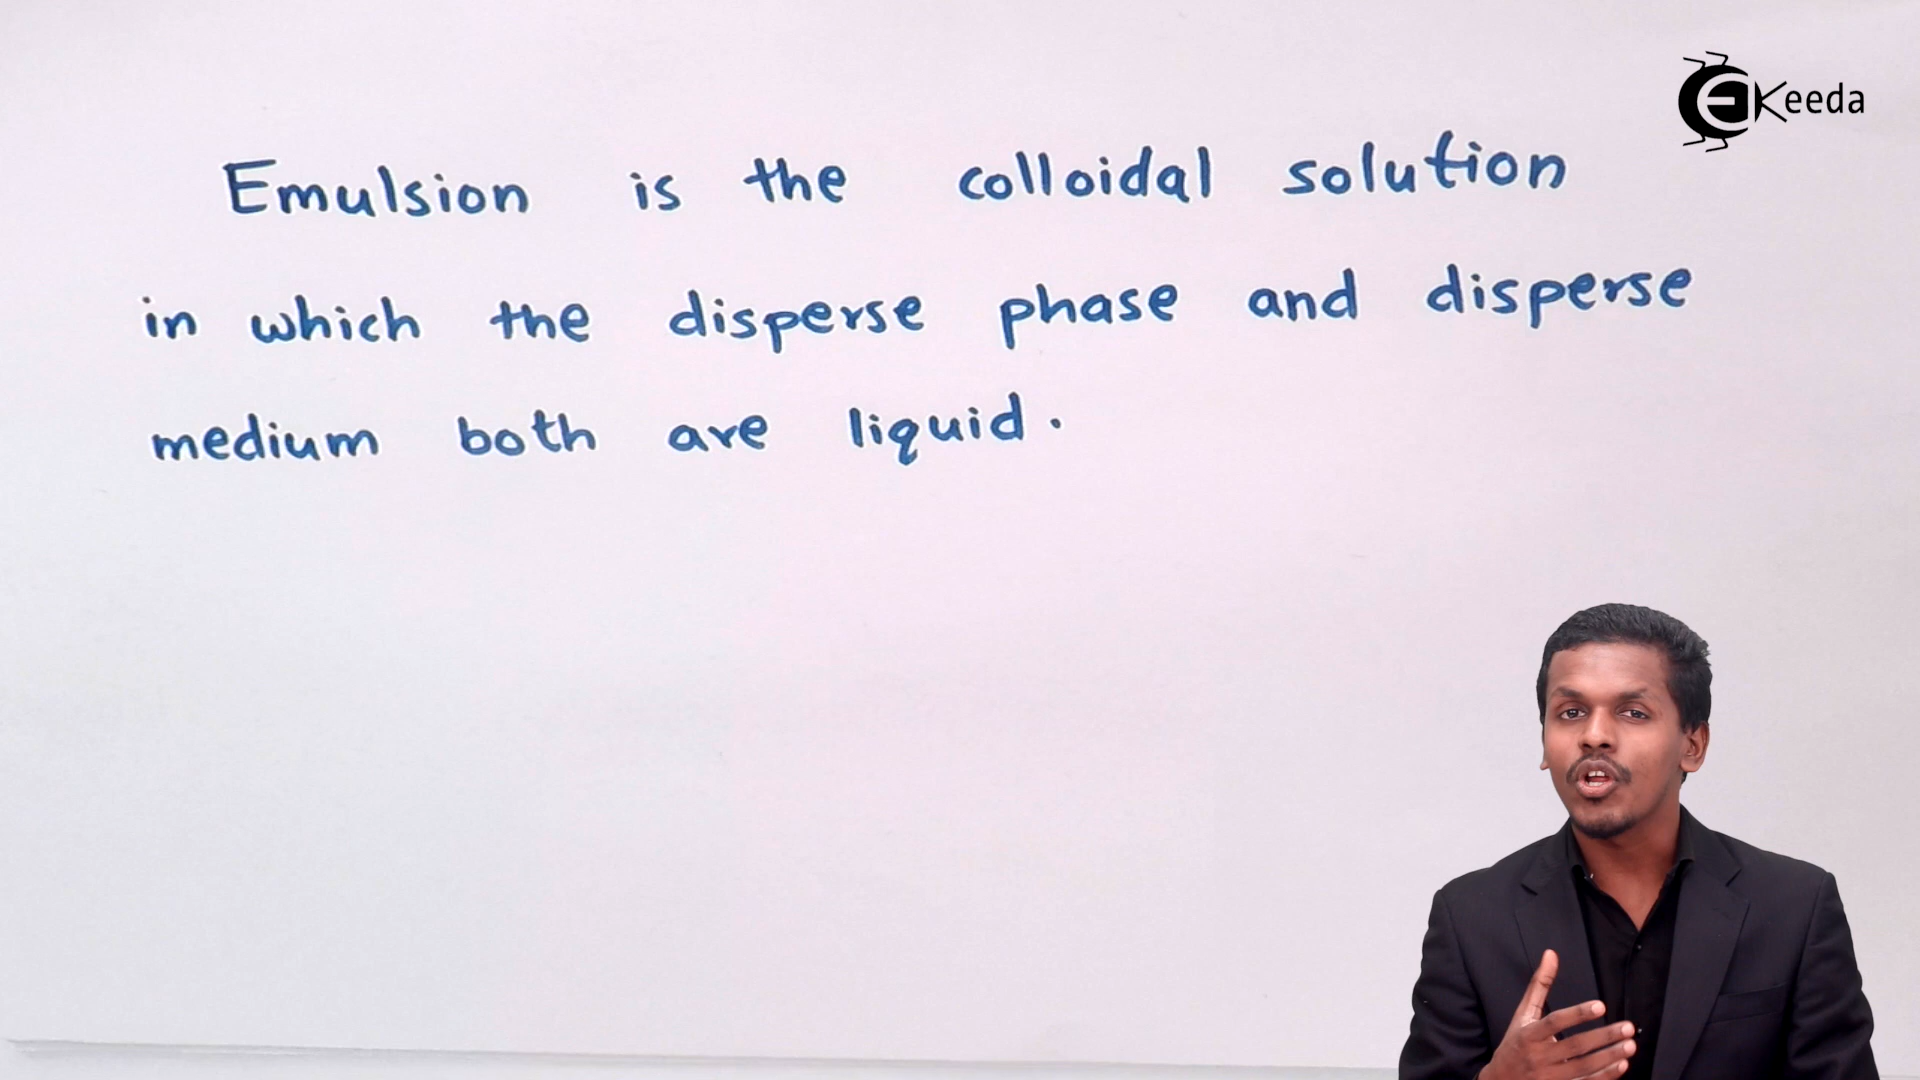 EKeeda
Emulsion is the colloidal solution
in which the disperse phase and disperse
medium both are liquid.